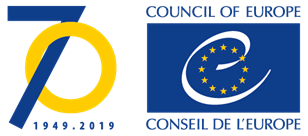 70
1949.2019
COUNCIL OF EUROPE
CONSEIL DE L'EUROPE